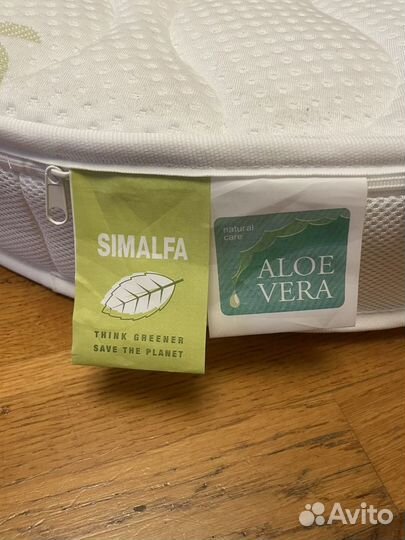 SIMALFA
THINK GREENER
SAVE THE PLANET
natural
care
ALOE
VERA
Avito